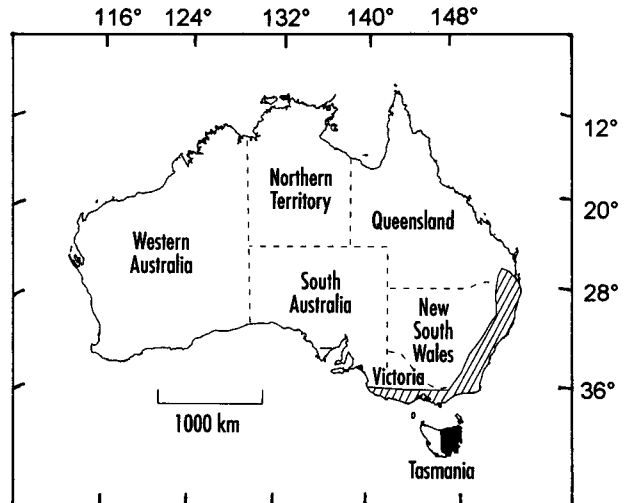 116° 124° 132° 140° 148°
12°
Northern
Territory
Queensland
20°
Western
Australia
South
Australia
28°
New
South
Wales
Victoria
36°
1000 km
Tasmania